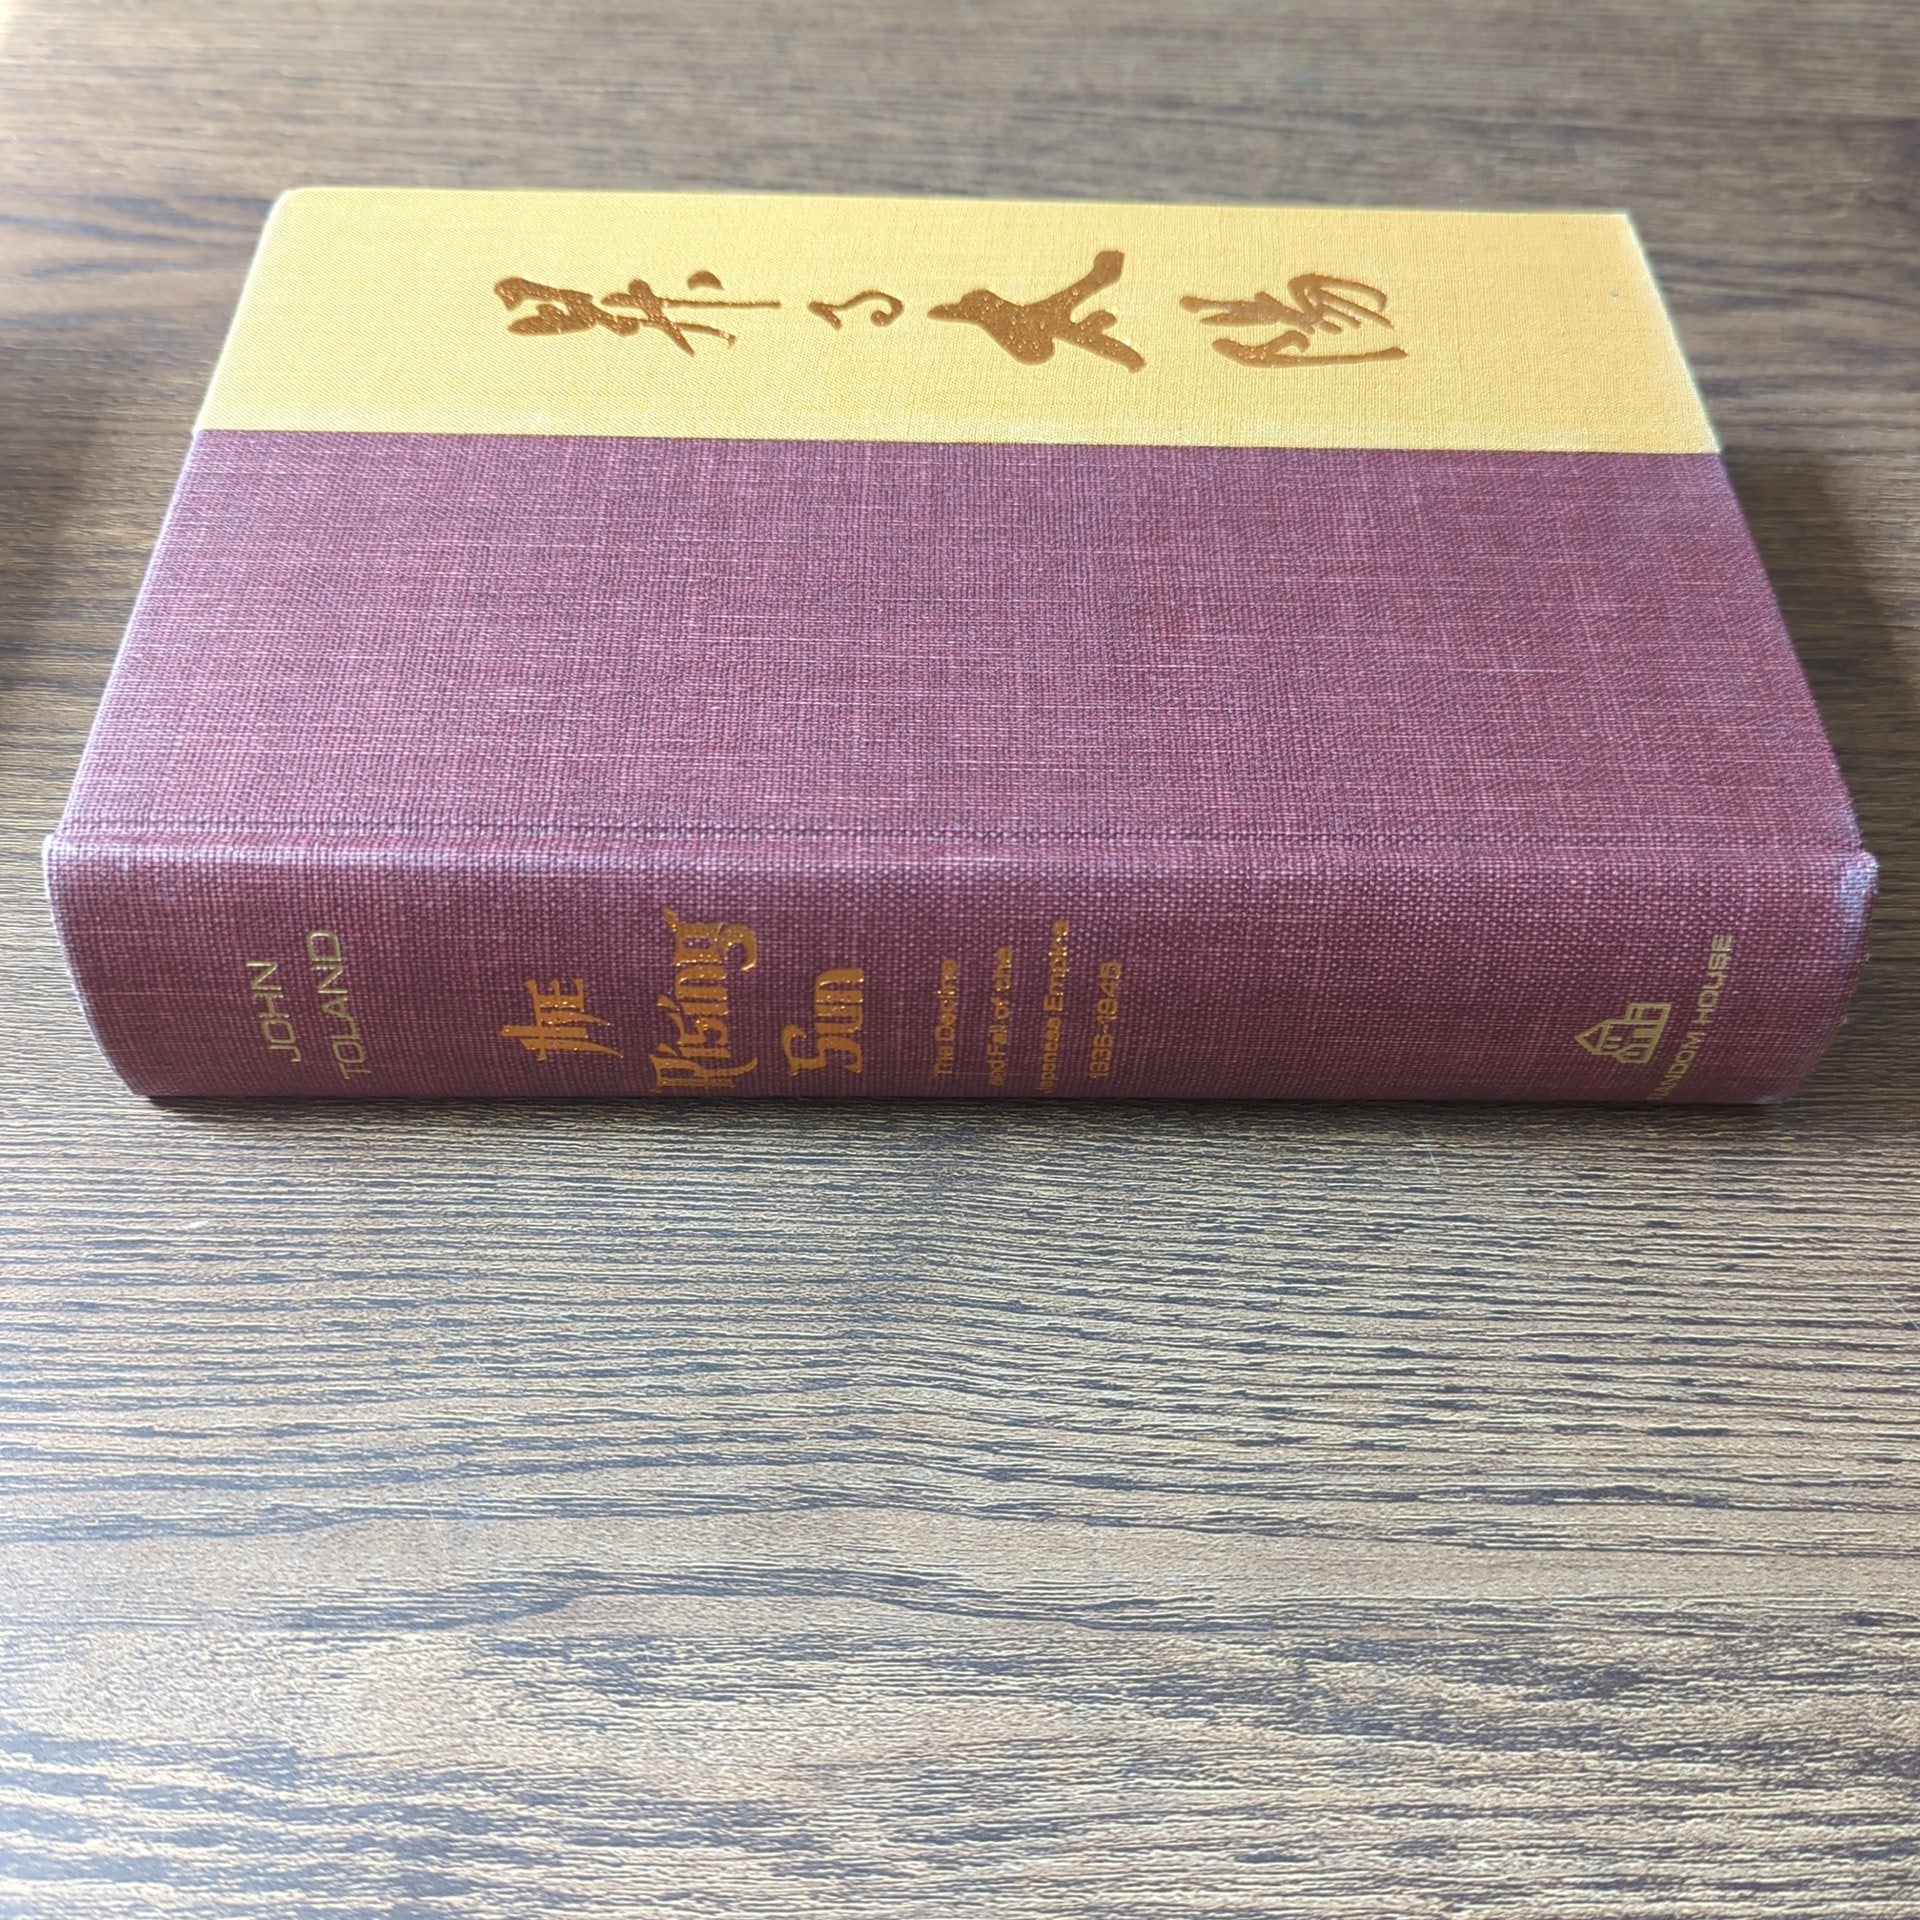 昇る太陽
JOHN
TOLAND
THE
Rising
Sun
The Decline
and Fall of the
Japanese Empire
1936-1945
RANDOM HOUSE